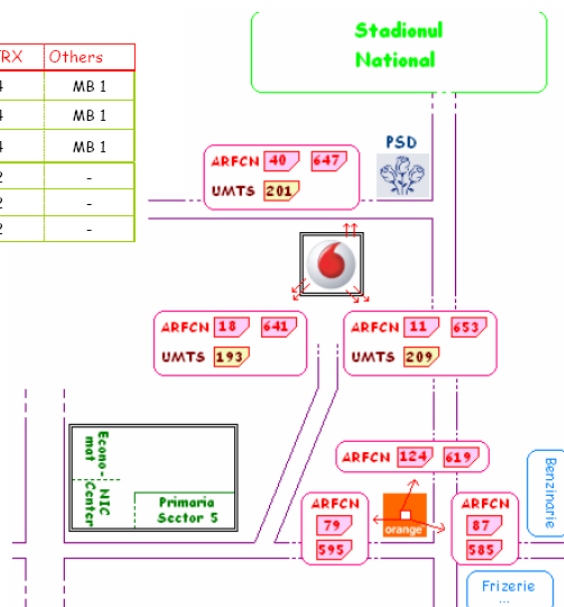 Stadionul
National
TRX Others
4 MB 1
4 MB 1
4 MB 1
2 -
2 -
2 -
PSD
ARFCN 40 647
UMTS 201
ARFCN 18 641
UMTS 193
ARFCN 11 653
UMTS 209
Econo-
mat
NIC
Center
Primaria
Sector 5
ARFCN 124 619
ARFCN
79
595
orange
ARFCN
87
585
Benzinarie
Frizerie
...